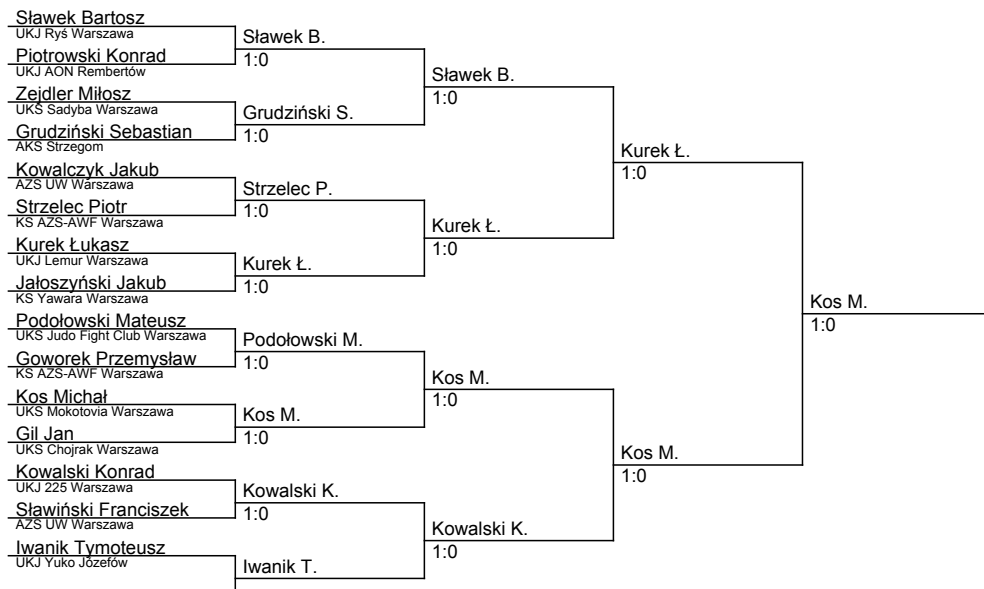 Sławek Bartosz
UKJ Ryś Warszawa
Piotrowski Konrad
UKJ AON Rembertów
Zejdler Miłosz
UKS Sadyba Warszawa
Grudziński Sebastian
AKS Strzegom
Kowalczyk Jakub
AZS UW Warszawa
Strzelec Piotr
KS AZS-AWF Warszawa
Kurek Łukasz
UKJ Lemur Warszawa
Jałoszyński Jakub
KS Yawara Warszawa
Podołowski Mateusz
UKS Judo Fight Club Warszawa
Goworek Przemysław
KS AZS-AWF Warszawa
Kos Michał
UKS Mokotovia Warszawa
Gil Jan
UKS Chojrak Warszawa
Kowalski Konrad
UKJ 225 Warszawa
Sławiński Franciszek
AZS UW Warszawa
Iwanik Tymoteusz
UKJ Yuko Józefów
Sławek B.
1:0
Grudziński S.
1:0
Strzelec P.
1:0
Kurek Ł.
1:0
Podołowski M.
1:0
Kos M.
1:0
Kowalski K.
1:0
Iwanik T.
Sławek B.
1:0
Kurek Ł.
1:0
Kos M.
1:0
Kowalski K.
1:0
Kurek Ł.
1:0
Kos M.
1:0
Kos M.
1:0